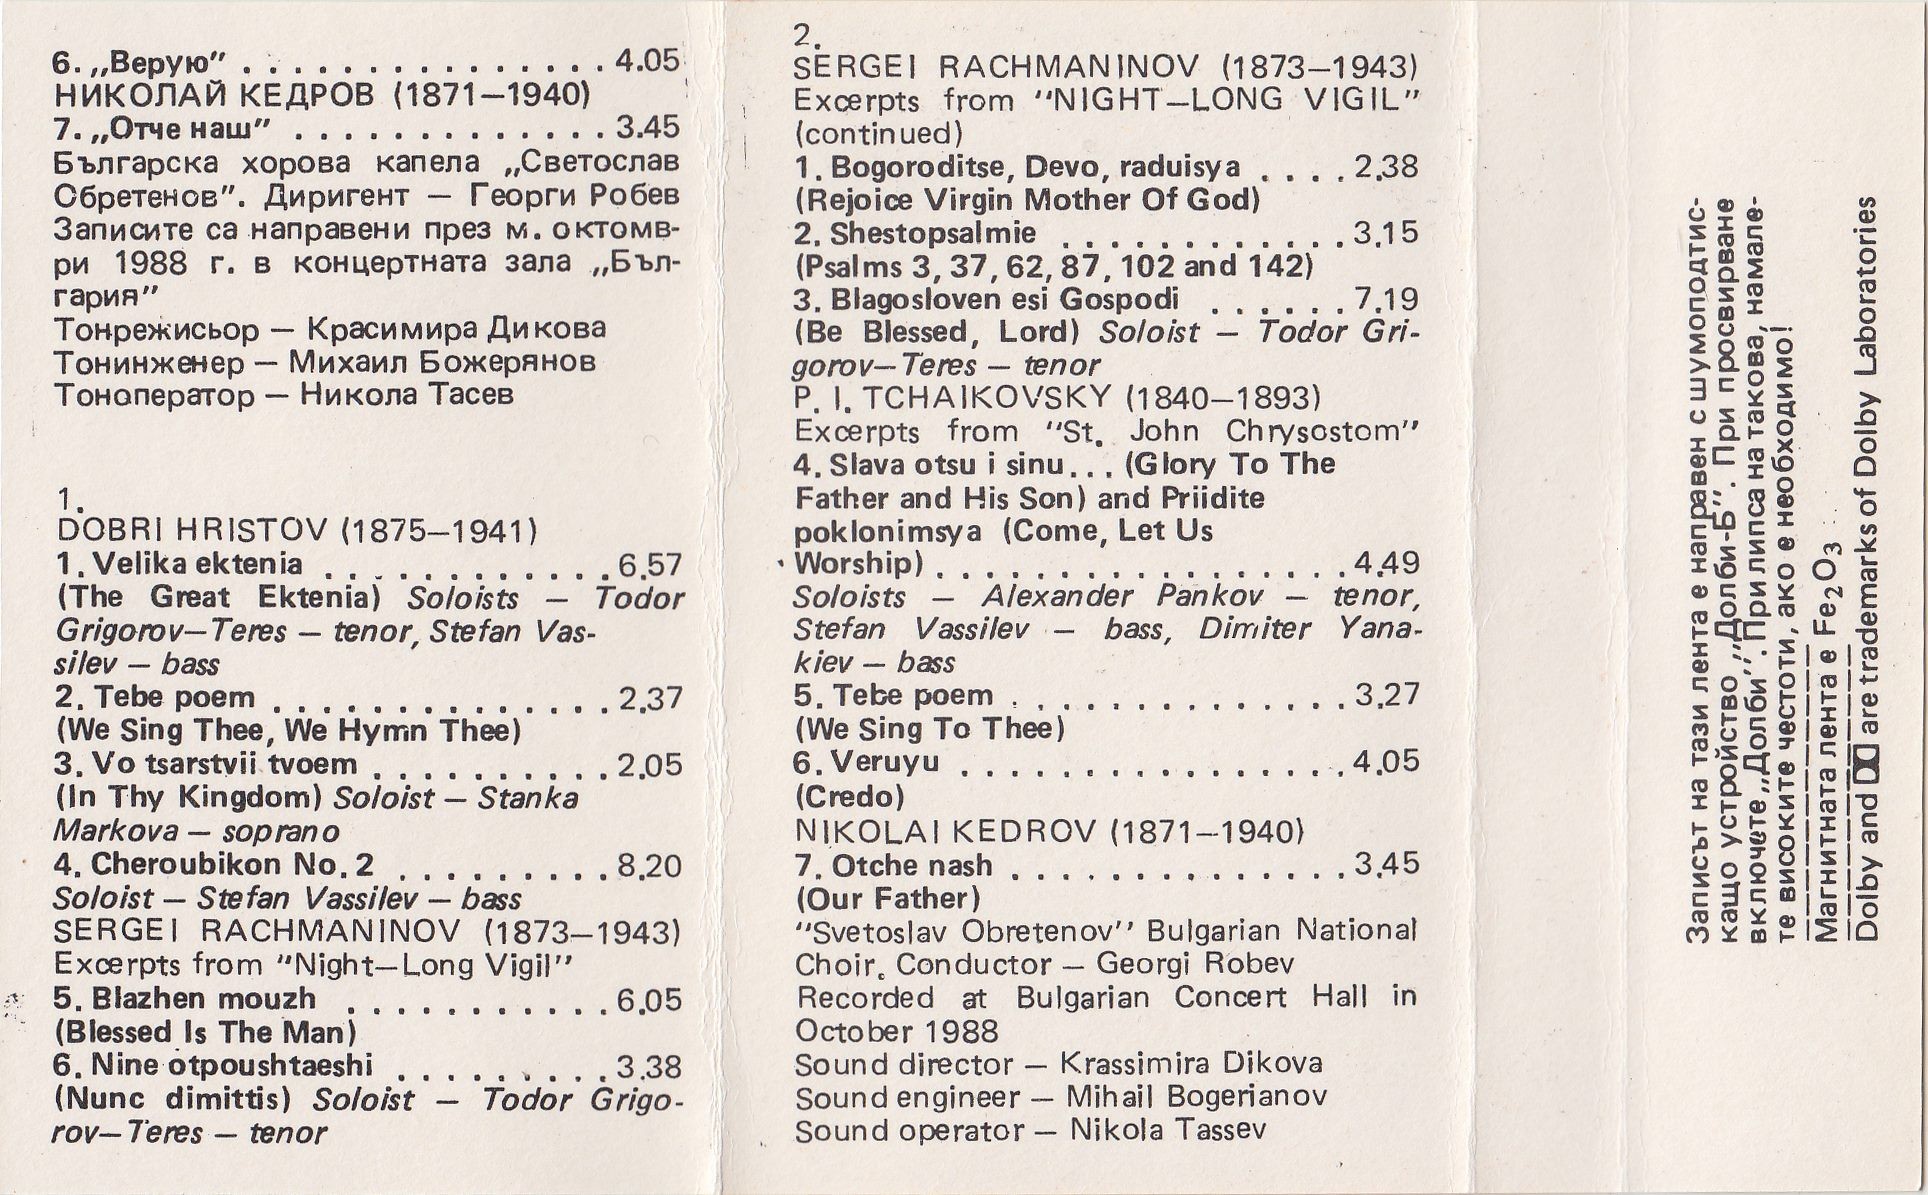 6. „Верую” . . . . . . . . . . . . . . . 4.05
НИКОЛАЙ КЕДРОВ (1871—1940)
7. „Отче наш” . . . . . . . . . . . . . 3.45
Българска хорова капела „Светослав
Обретенов”. Диригент — Георги Робев
Записите са направени през м. октомв-
ри 1988 г. в концертната зала „Бъл-
гария”
Тонрежисьор — Красимира Дикова
Тонинженер — Михаил Божерянов
Тоноператор — Никола Тасев
1.
DOBRI HRISTOV (1875—1941)
1. Velika ektenia . . . . . . . . . . . . 6.57
(The Great Ektenia) Soloists — Todor
Grigorov—Teres — tenor, Stefan Vas-
silev — bass
2. Tebe poem . . . . . . . . . . . . . . 2.37
(We Sing Thee, We Hymn Thee)
3. Vo tsarstvii tvoem . . . . . . . . . . 2.05
(In Thy Kingdom) Soloist — Stanka
Markova — soprano
4. Cheroubikon No. 2 . . . . . . . . . 8.20
Soloist — Stefan Vassilev — bass
SERGEI RACHMANINOV (1873—1943)
Excerpts from “Night—Long Vigil”
5. Blazhen mouzh . . . . . . . . . . . 6.05
(Blessed Is The Man)
6. Nine otpoushtaeshi . . . . . . . . . 3.38
(Nunc dimittis) Soloist — Todor Grigo-
rov—Teres — tenor
2.
SERGEI RACHMANINOV (1873—1943)
Excerpts from “NIGHT—LONG VIGIL”
(continued)
1. Bogoroditse, Devo, raduisya . . . . 2.38
(Rejoice Virgin Mother Of God)
2. Shestopsalmie . . . . . . . . . . . . 3.15
(Psalms 3, 37, 62, 87, 102 and 142)
3. Blagosloven esi Gospodi . . . . . . 7.19
(Be Blessed, Lord) Soloist — Todor Gri-
gorov—Teres — tenor
P. I. TCHAIKOVSKY (1840—1893)
Excerpts from “St. John Chrysostom”
4. Slava otsu i sinu. . . (Glory To The
Father and His Son) and Priidite
poklonimsya (Come, Let Us
Worship) . . . . . . . . . . . . . . . . . 4.49
Soloists — Alexander Pankov — tenor,
Stefan Vassilev — bass, Dimiter Yana-
kiev — bass
5. Tebe poem . . . . . . . . . . . . . . 3.27
(We Sing To Thee)
6. Veruyu . . . . . . . . . . . . . . . . 4.05
(Credo)
NIKOLAI KEDROV (1871—1940)
7. Otche nash . . . . . . . . . . . . . . 3.45
(Our Father)
“Svetoslav Obretenov” Bulgarian National
Choir. Conductor — Georgi Robev
Recorded at Bulgarian Concert Hall in
October 1988
Sound director — Krassimira Dikova
Sound engineer — Mihail Bogerianov
Sound operator — Nikola Tassev
Записът на тази лента е направен с шумоподтис-
кащо устройство „Долби-Б”. При просвирване
включете „Долби”. При липса на такова, намале-
те високите честоти, ако е необходимо!
Магнитната лента е Fe₂O₃
Dolby and are trademarks of Dolby Laboratories